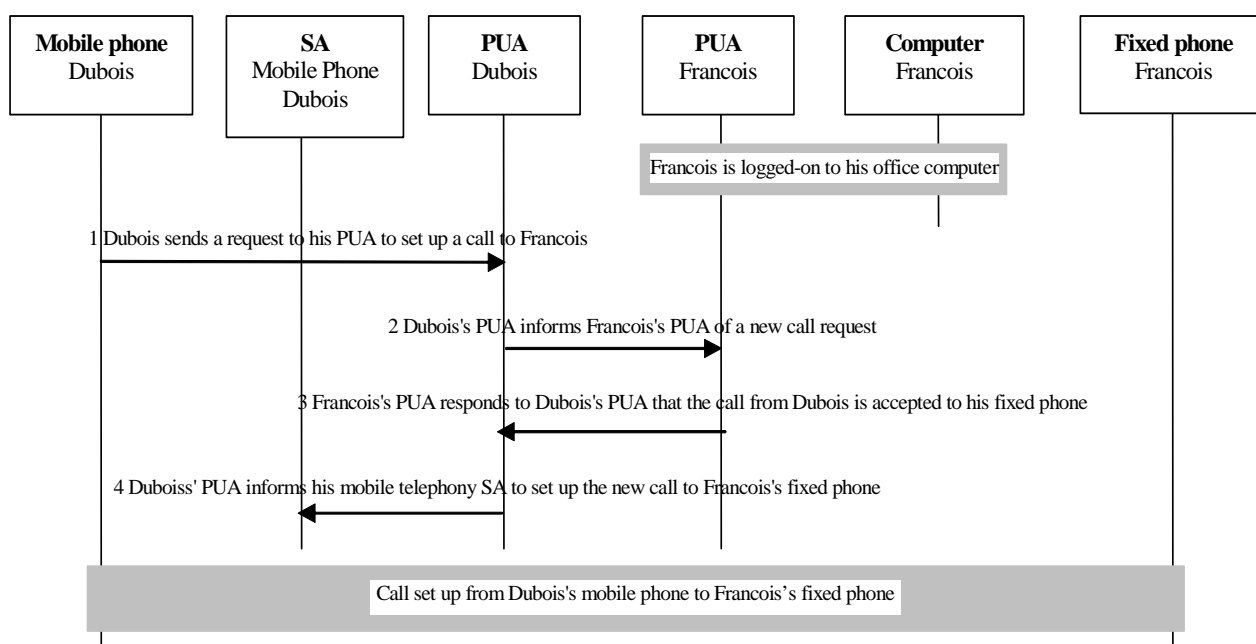 Mobile phone
Dubois
SA
Mobile Phone
Dubois
PUA
Dubois
PUA
Francois
Computer
Francois
Fixed phone
Francois
Francois is logged-on to his office computer
1 Dubois sends a request to his PUA to set up a call to Francois
2 Dubois's PUA informs Francois's PUA of a new call request
3 Francois's PUA responds to Dubois's PUA that the call from Dubois is accepted to his fixed phone
4 Duboiss' PUA informs his mobile telephony SA to set up the new call to Francois's fixed phone
Call set up from Dubois's mobile phone to Francois’s fixed phone